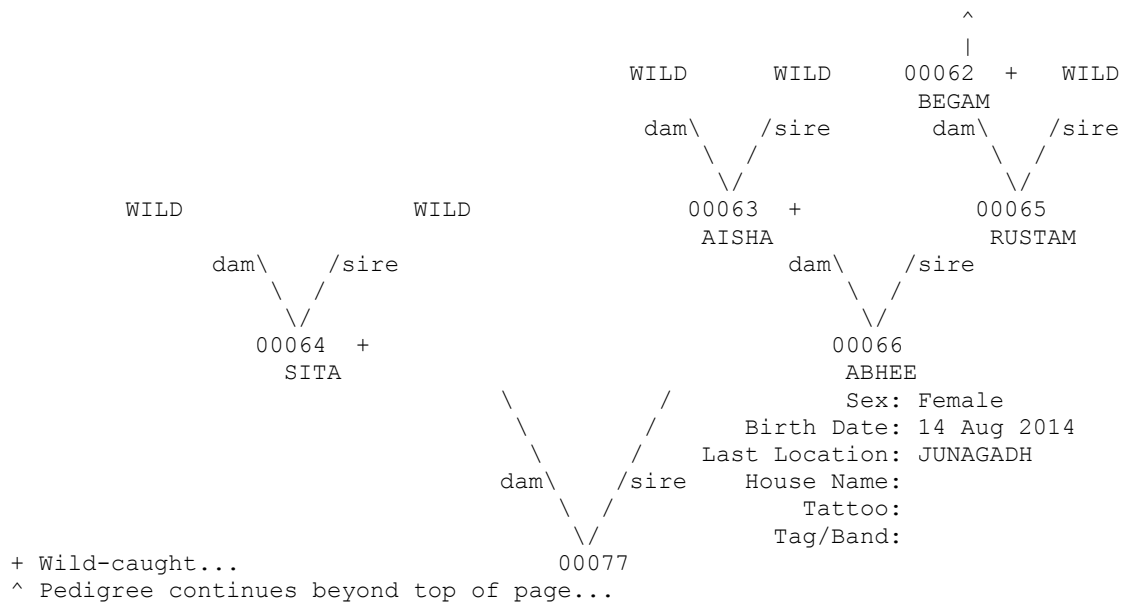 ^
|
WILD WILD 00062 + WILD
BEGAM
dam\ /sire dam\ /sire
\ / \ /
\/ \/
WILD WILD 00063 + 00065
AISHA RUSTAM
dam\ /sire dam\ /sire
\ / \ /
\/ \/
00064 + 00066
SITA ABHEE
\ / Sex: Female
\ / Birth Date: 14 Aug 2014
\ / Last Location: JUNAGADH
dam\ /sire House Name:
\ / Tattoo:
\/ Tag/Band:
+ Wild-caught... 00077
^ Pedigree continues beyond top of page...